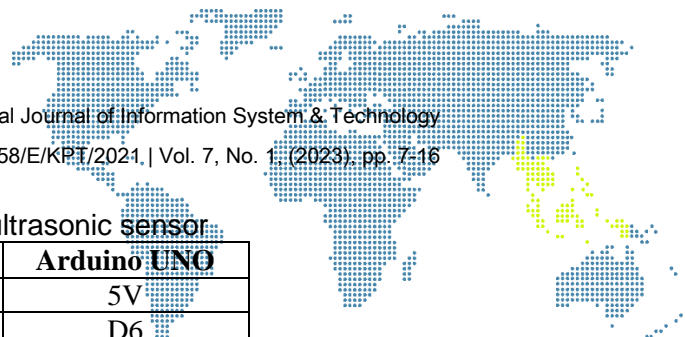 al Journal of Information System & Technology
58/E/KPT/2021 | Vol. 7, No. 1, (2023), pp. 7-16
ultrasonic sensor
Arduino UNO
5V
D6